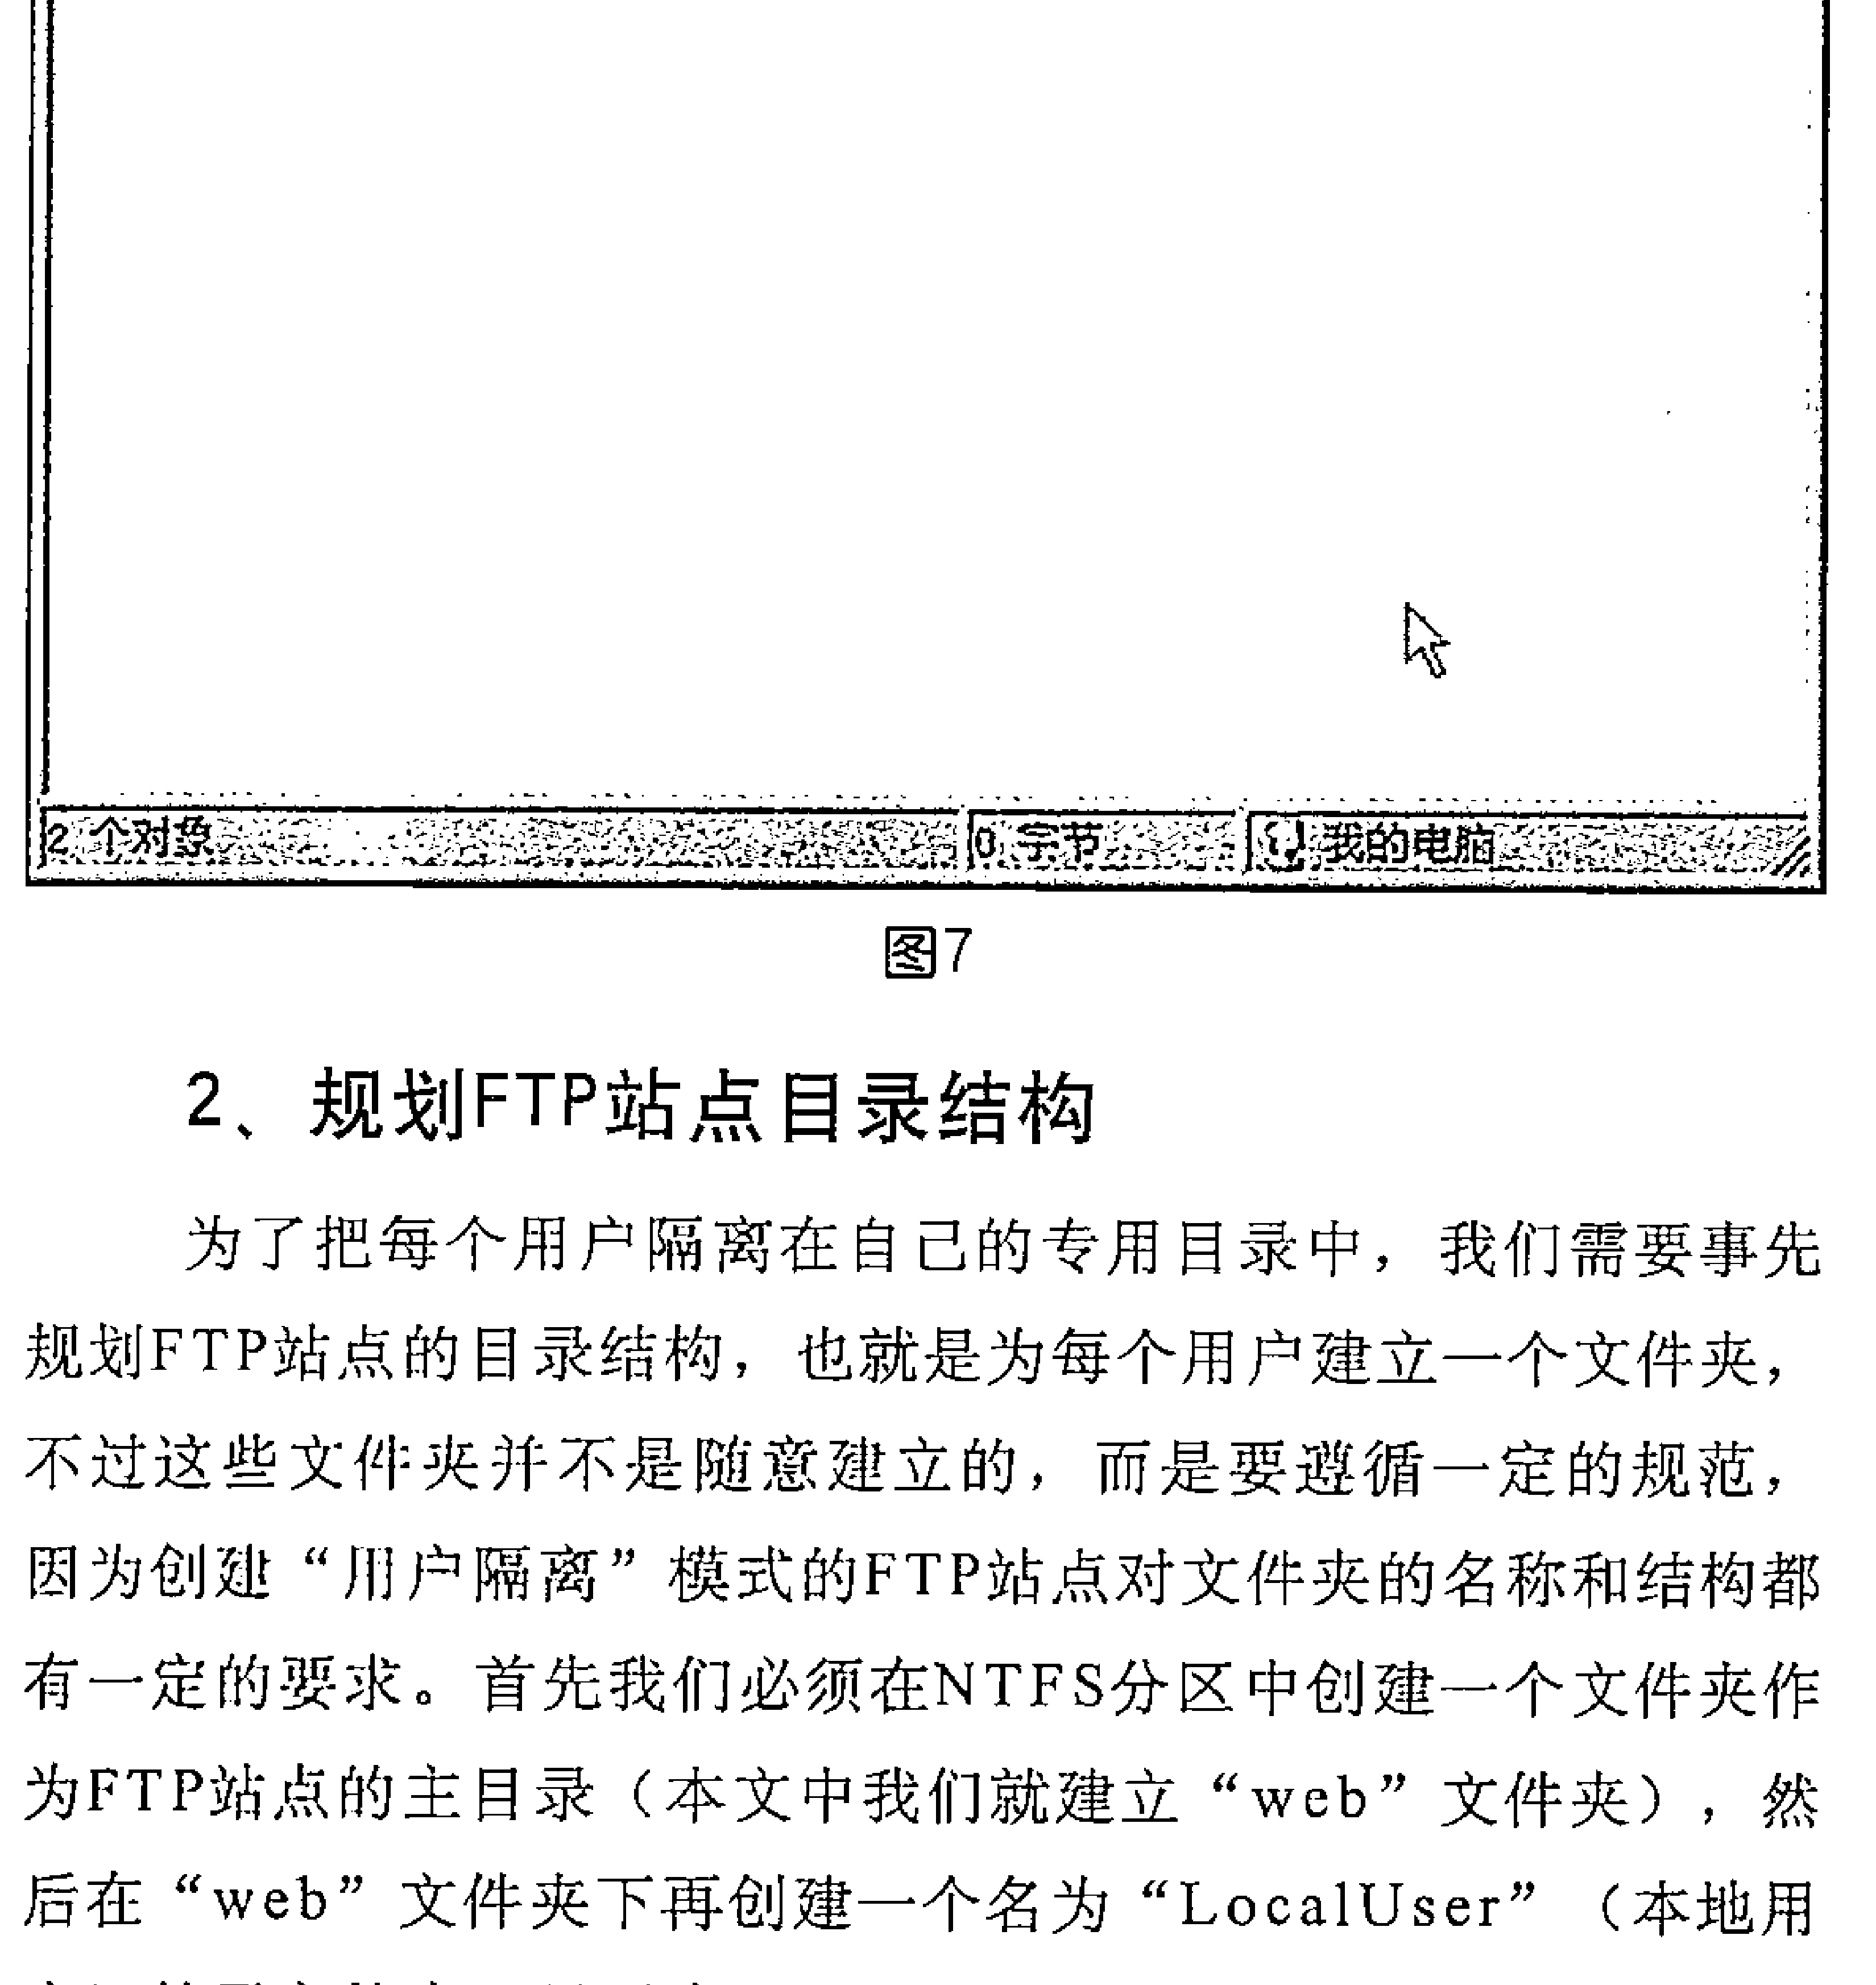 2 个对象 0 字节 我的电脑
图7
2、规划FTP站点目录结构
为了把每个用户隔离在自己的专用目录中，我们需要事先
规划FTP站点的目录结构，也就是为每个用户建立一个文件夹，
不过这些文件夹并不是随意建立的，而是要遵循一定的规范，
因为创建“用户隔离”模式的FTP站点对文件夹的名称和结构都
有一定的要求。首先我们必须在NTFS分区中创建一个文件夹作
为FTP站点的主目录（本文中我们就建立“web”文件夹），然
后在“web”文件夹下再创建一个名为“LocalUser”（本地用